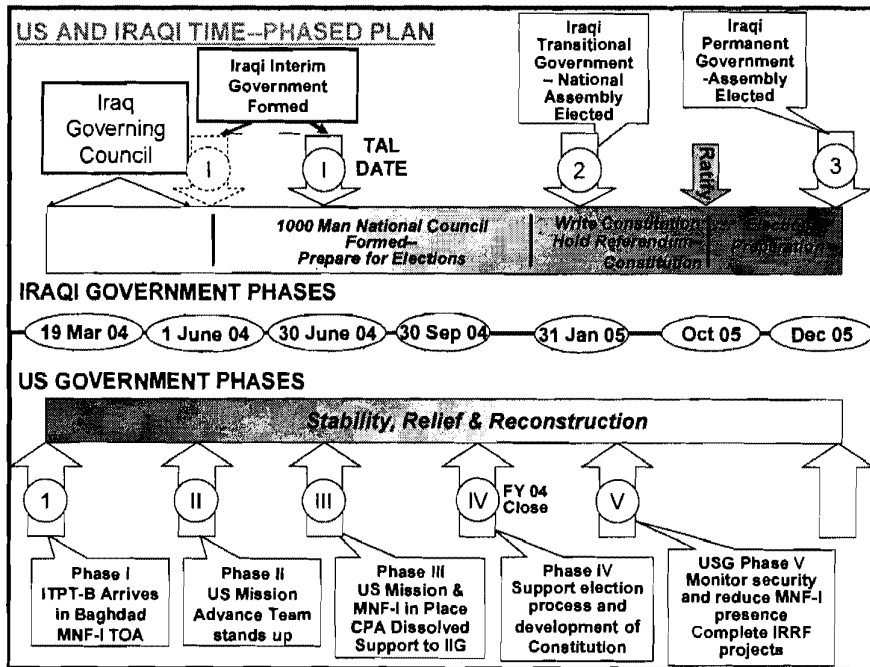 US AND IRAQI TIME--PHASED PLAN
Iraq
Governing
Council
Iraqi Interim
Government
Formed
Iraqi
Transitional
Government
– National
Assembly
Elected
Iraqi
Permanent
Government
-Assembly
Elected
I
I
TAL
DATE
2
Ratify
3
1000 Man National Council
Formed–
Prepare for Elections
Write Constitution
Hold Referendum–
Constitution
Election
Preparation
IRAQI GOVERNMENT PHASES
19 Mar 04
1 June 04
30 June 04
30 Sep 04
31 Jan 05
Oct 05
Dec 05
US GOVERNMENT PHASES
Stability, Relief & Reconstruction
1
II
III
IV
FY 04
Close
V
Phase I
ITPT-B Arrives
in Baghdad
MNF-I TOA
Phase II
US Mission
Advance Team
stands up
Phase III
US Mission &
MNF-I in Place
CPA Dissolved
Support to IIG
Phase IV
Support election
process and
development of
Constitution
USG Phase V
Monitor security
and reduce MNF-I
presence
Complete IRRF
projects